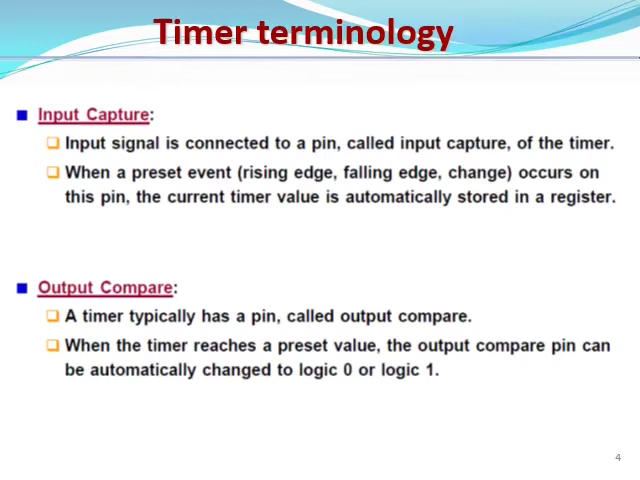 Timer terminology
Input Capture:
Input signal is connected to a pin, called input capture, of the timer.
When a preset event (rising edge, falling edge, change) occurs on
this pin, the current timer value is automatically stored in a register.
Output Compare:
A timer typically has a pin, called output compare.
When the timer reaches a preset value, the output compare pin can
be automatically changed to logic 0 or logic 1.
4